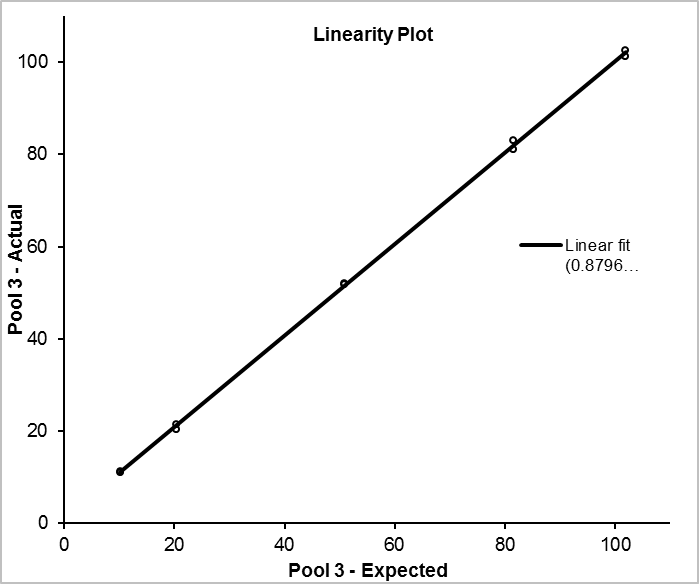 Linearity Plot
100
80
60
40
20
0
Pool 3 - Actual
Linear fit
(0.8796…
0 20 40 60 80 100
Pool 3 - Expected